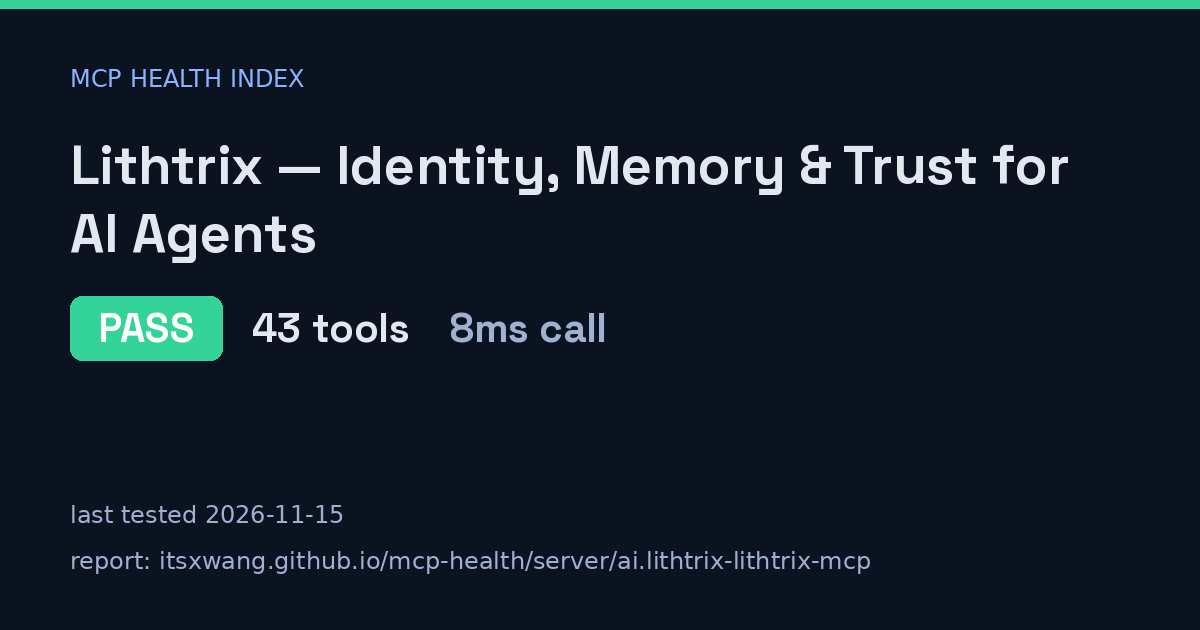 MCP HEALTH INDEX
Lithtrix — Identity, Memory & Trust for
AI Agents
PASS 43 tools 8ms call
last tested 2026-11-15
report: itsxwang.github.io/mcp-health/server/ai.lithtrix-lithtrix-mcp